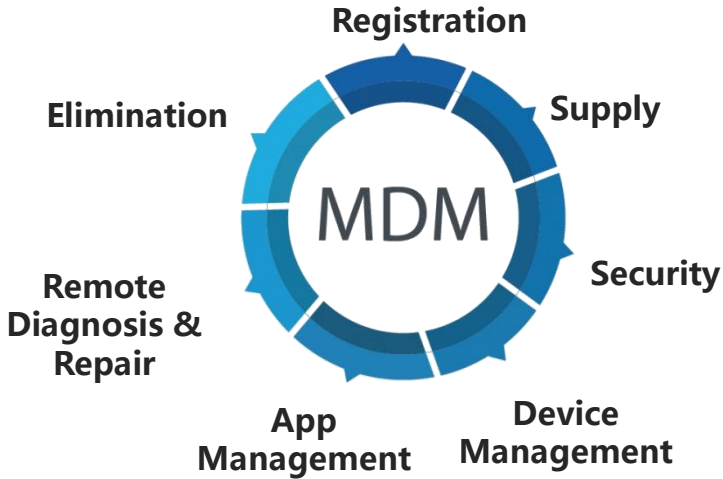 Registration
Supply
Security
Device
Management
App
Management
Remote
Diagnosis &
Repair
Elimination
MDM